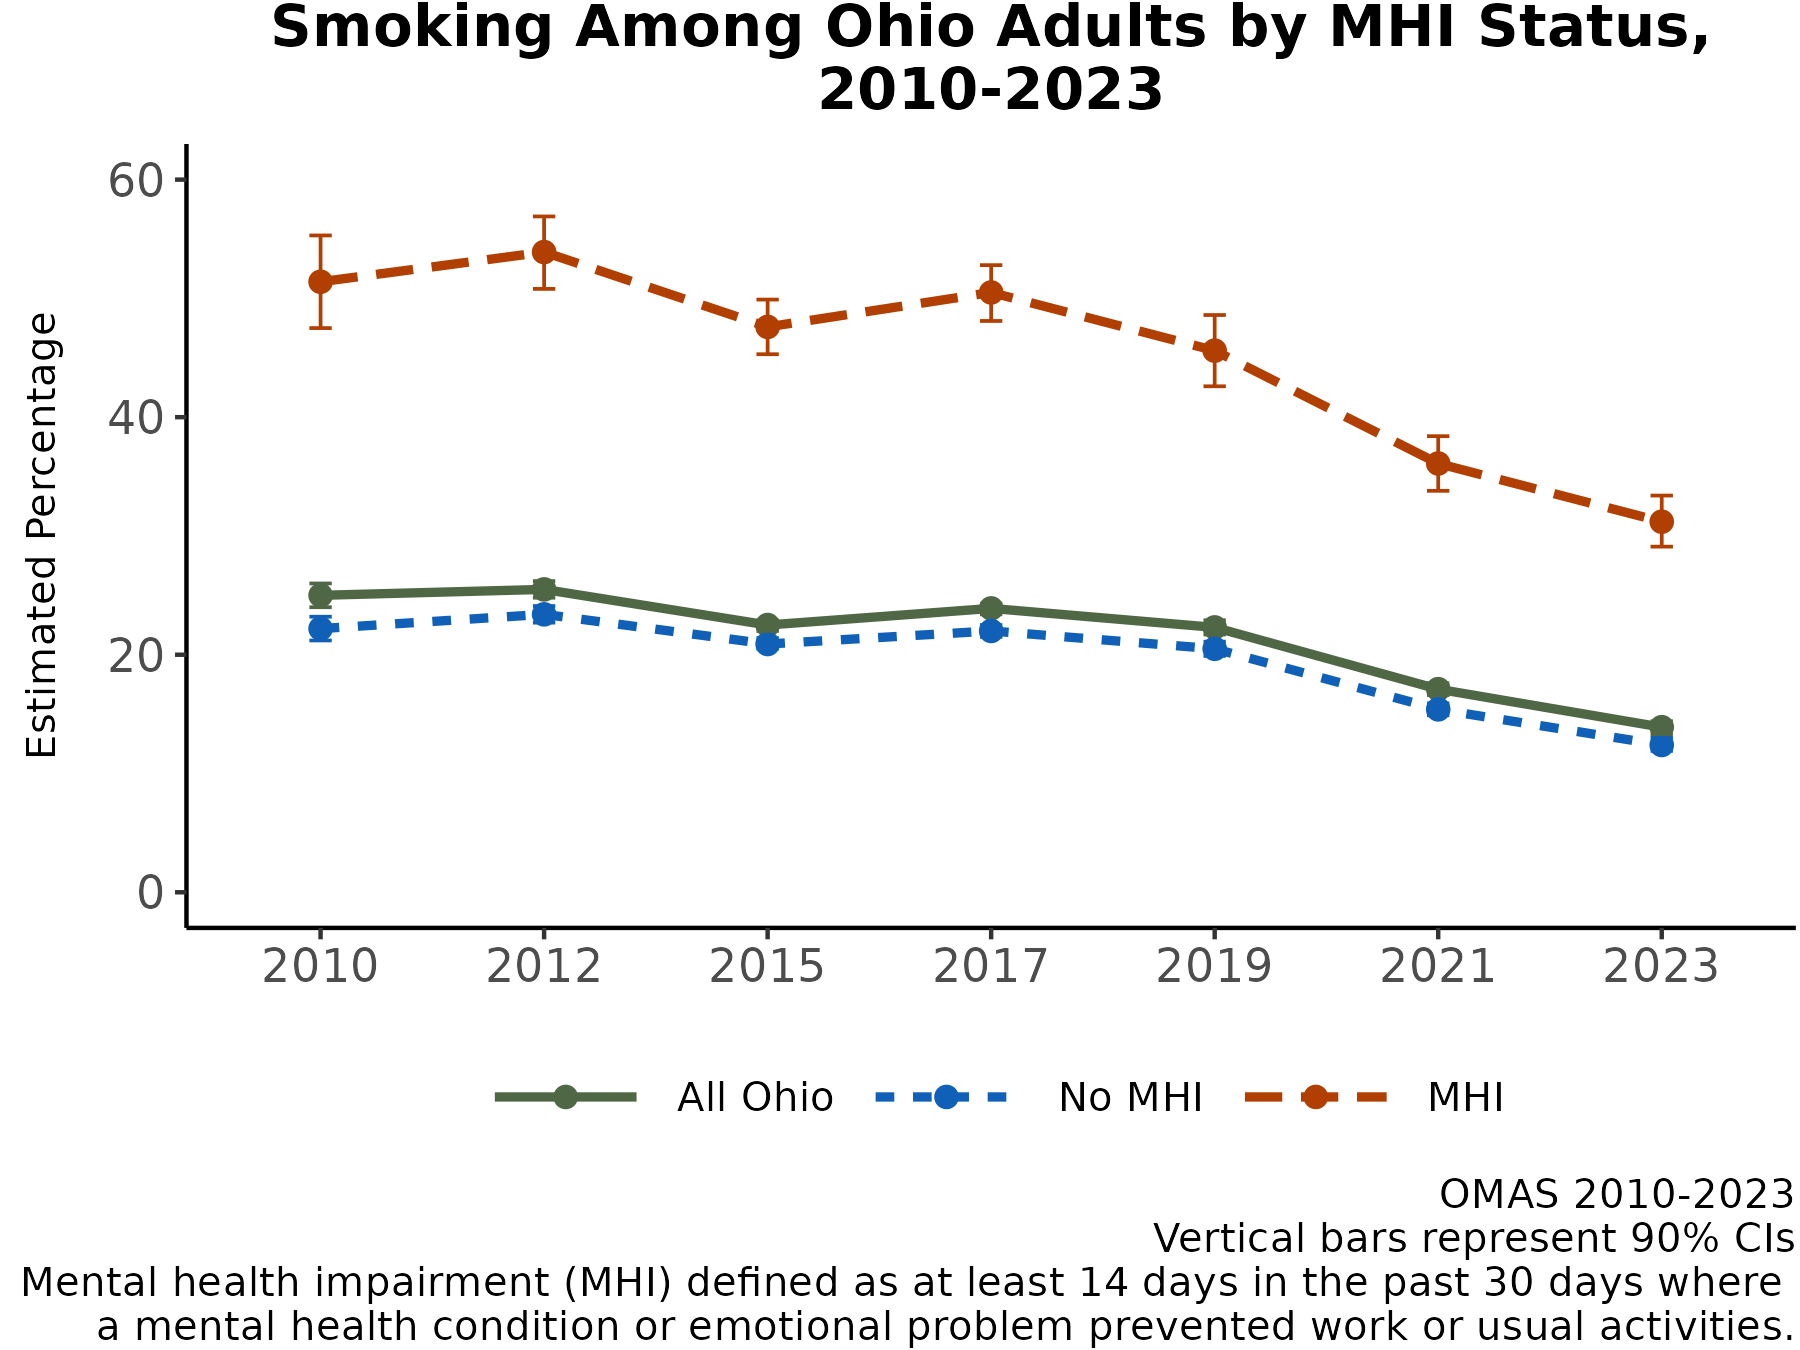 Smoking Among Ohio Adults by MHI Status,
2010-2023
Estimated Percentage
60
40
20
0
2010 2012 2015 2017 2019 2021 2023
All Ohio No MHI MHI
OMAS 2010-2023
Vertical bars represent 90% CIs
Mental health impairment (MHI) defined as at least 14 days in the past 30 days where
a mental health condition or emotional problem prevented work or usual activities.